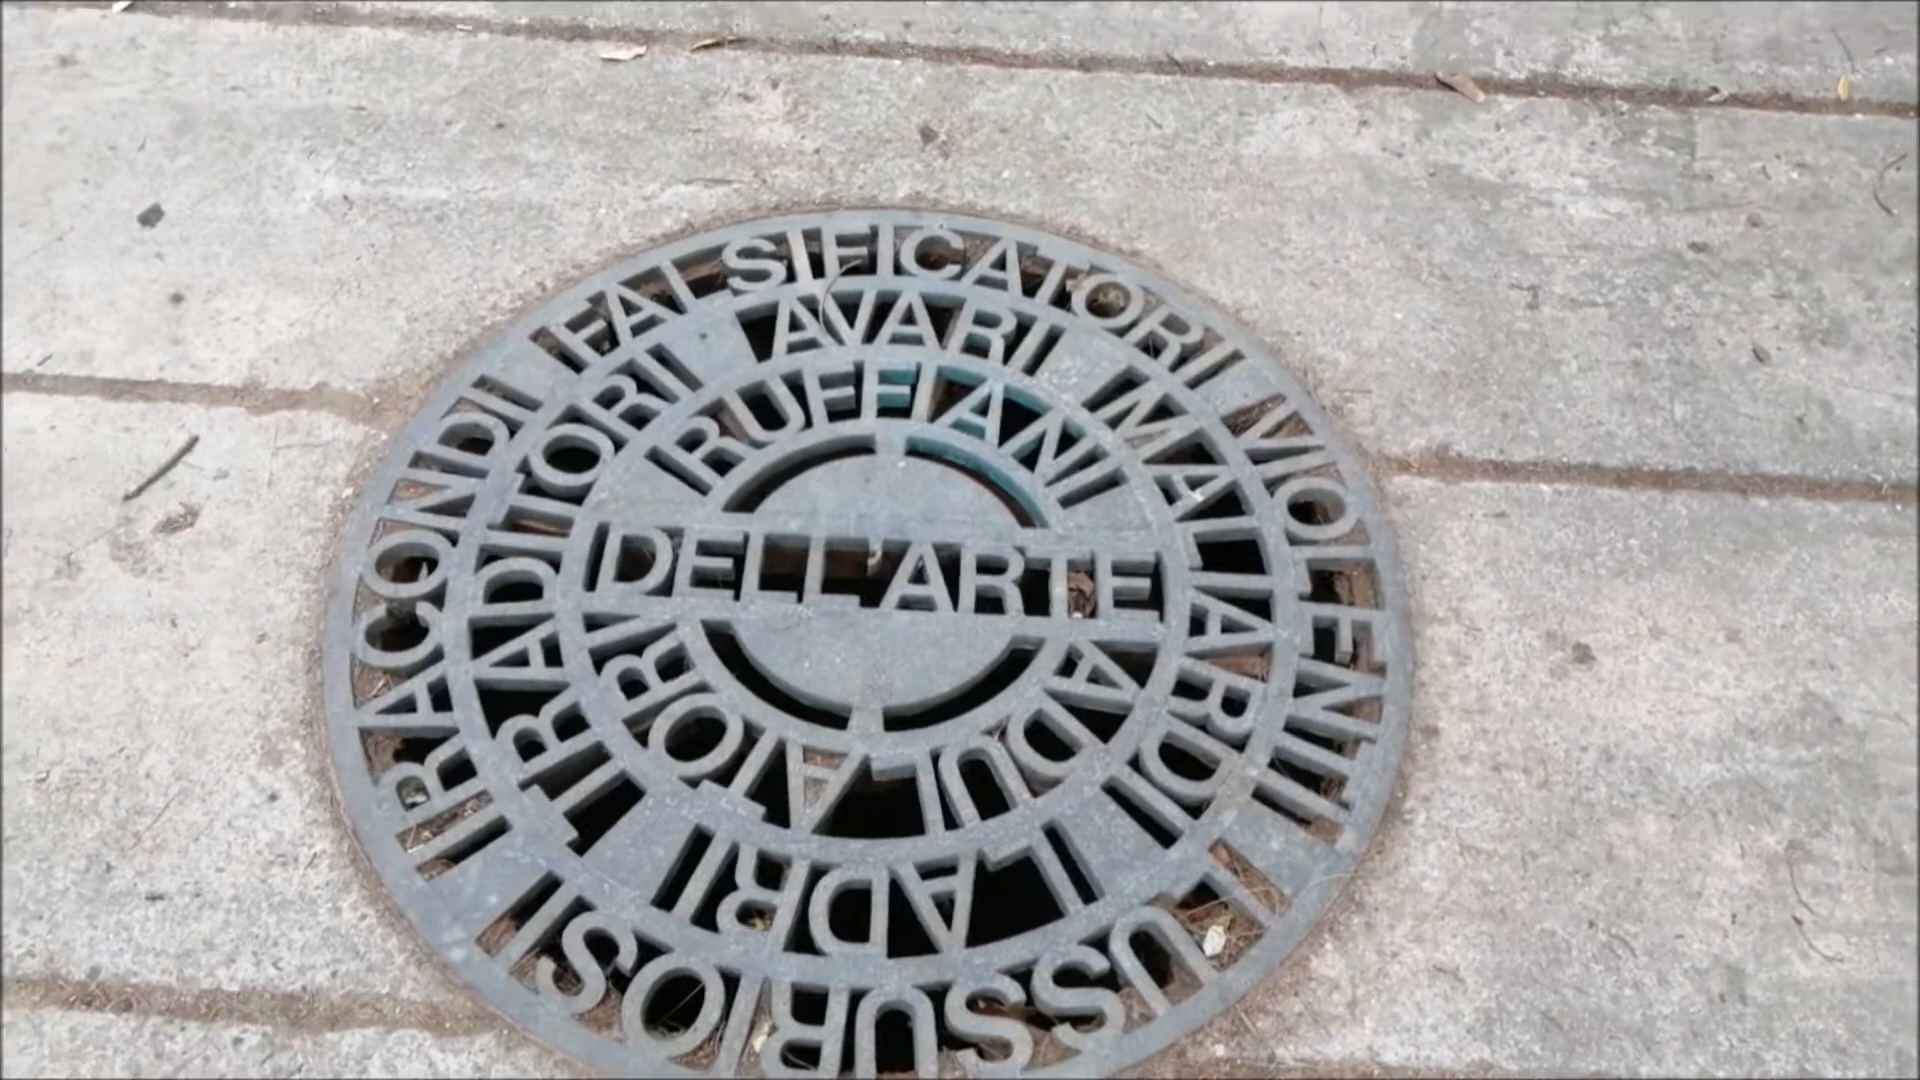 FALSIFICATORI VIOLENTI LUSSURIOSI IRACONDI
AVARI MALIARDI LADRI TRADITORI
RUFFIANI ADULATORI
DELL'ARTE